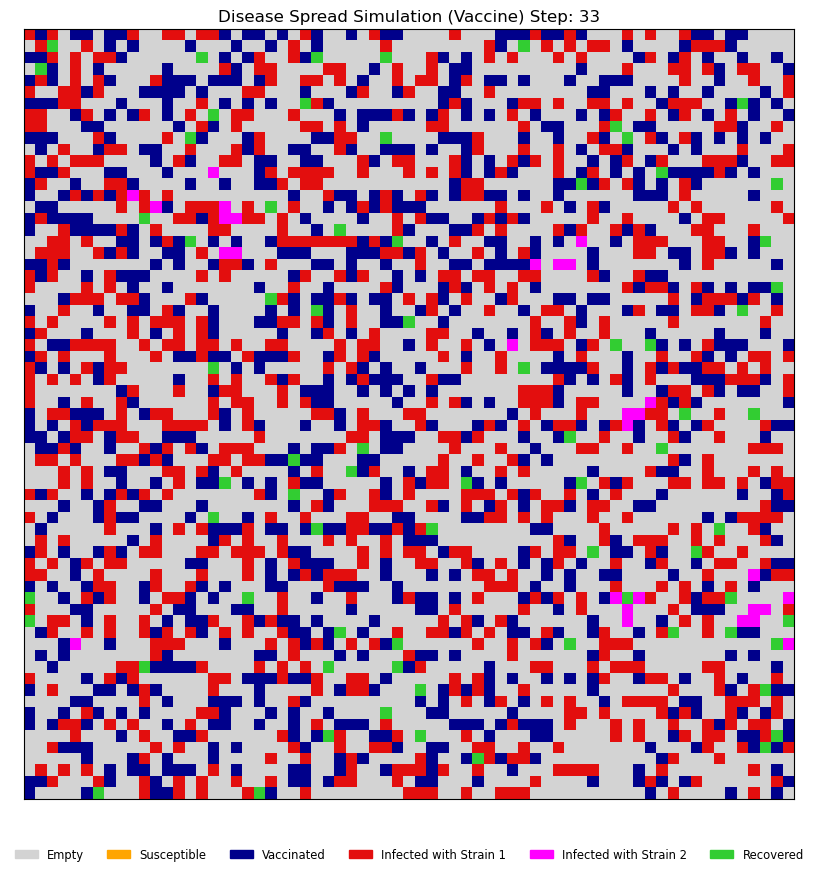 Disease Spread Simulation (Vaccine) Step: 33
Empty Susceptible Vaccinated Infected with Strain 1 Infected with Strain 2 Recovered